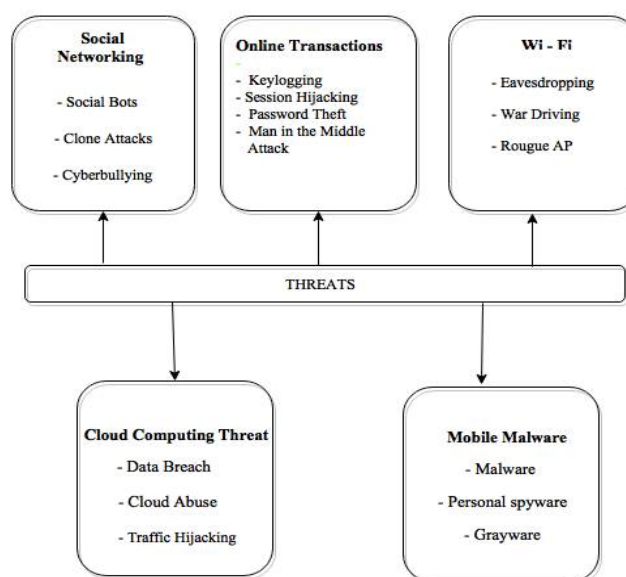 Social
Networking
- Social Bots
- Clone Attacks
- Cyberbullying
Online Transactions
-
- Keylogging
- Session Hijacking
- Password Theft
- Man in the Middle
Attack
Wi - Fi
- Eavesdropping
- War Driving
- Rougue AP
THREATS
Cloud Computing Threat
- Data Breach
- Cloud Abuse
- Traffic Hijacking
Mobile Malware
- Malware
- Personal spyware
- Grayware